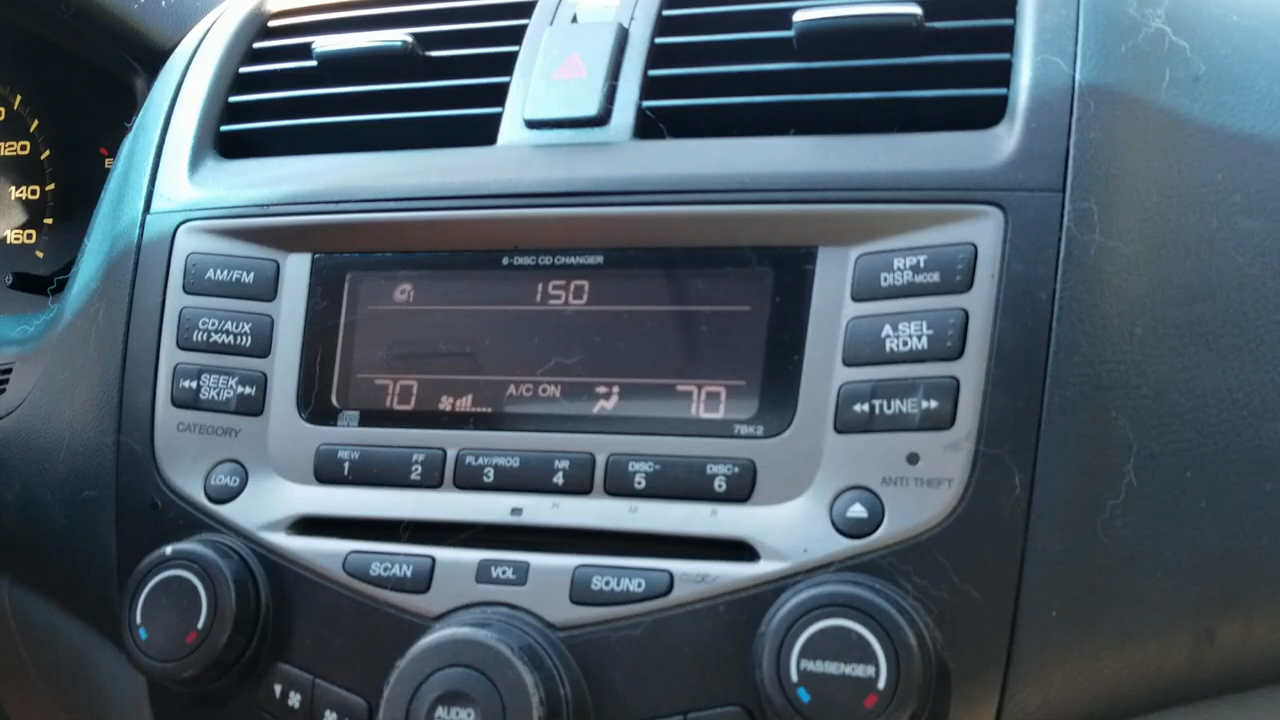 120
140
160
E
6-DISC CD CHANGER
AM/FM
1 150
RPT
DISP MODE
CD/AUX
(((XM)))
A.SEL
RDM
SEEK
SKIP
70 A/C ON 70
TUNE
7BK2
CATEGORY
REW FF PLAY/PROG NR DISC- DISC+
1 2 3 4 5 6
LOAD
ANTI THEFT
SCAN VOL SOUND
PASSENGER
AUDIO